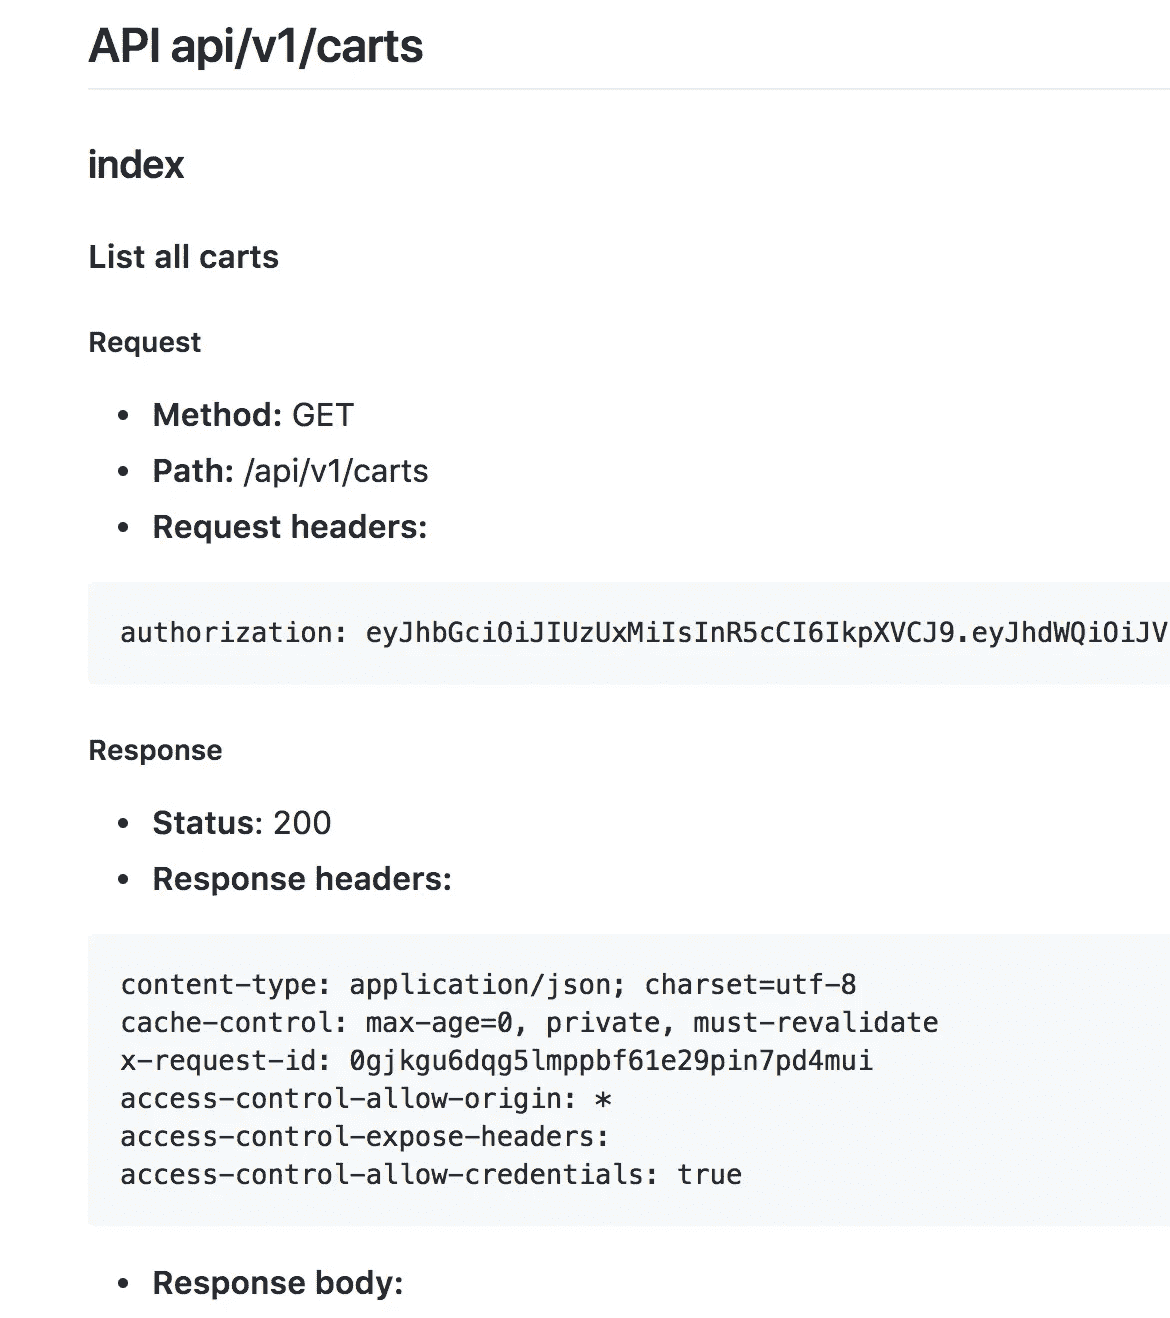 API api/v1/carts
index
List all carts
Request
• Method: GET
• Path: /api/v1/carts
• Request headers:
authorization: eyJhbGciOiJIUzUxMiIsInR5cCI6IkpXVCJ9.eyJhdWQiOiJV
Response
• Status: 200
• Response headers:
content-type: application/json; charset=utf-8
cache-control: max-age=0, private, must-revalidate
x-request-id: 0gjkgu6dqg5lmppbf61e29pin7pd4mui
access-control-allow-origin: *
access-control-expose-headers:
access-control-allow-credentials: true
• Response body: